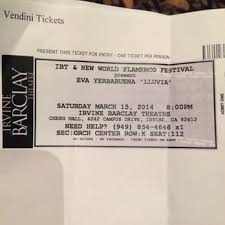 Vendini Tickets
PRESENT THIS TICKET FOR ENTRY - ONE TICKET PER PERSON
IRVINE
BARCLAY
THEATRE
IBT & NEW WORLD FLAMENCO FESTIVAL
present
EVA YERBABUENA "LLUVIA"
SATURDAY MARCH 15, 2014 8:00PM
IRVINE BARCLAY THEATRE
CHENG HALL, 4242 CAMPUS DRIVE, IRVINE, CA 92612
NEED HELP? (949) 854-4646 x1
SEC:ORCH CENTER ROW:K SEAT:112
ADMIT ONE